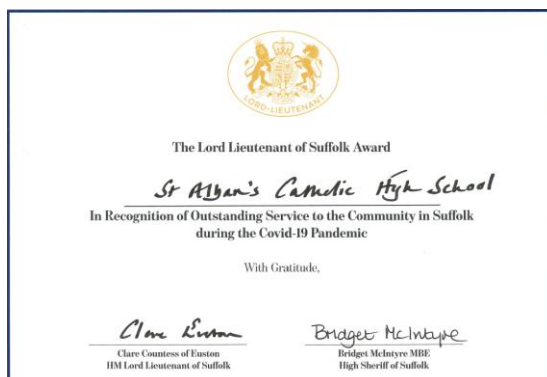 LORD-LIEUTENANT
The Lord Lieutenant of Suffolk Award
St Alban's Catholic High School
In Recognition of Outstanding Service to the Community in Suffolk
during the Covid-19 Pandemic
With Gratitude,
Clare Euston
Clare Countess of Euston
HM Lord Lieutenant of Suffolk
Bridget McIntyre
Bridget McIntyre MBE
High Sheriff of Suffolk